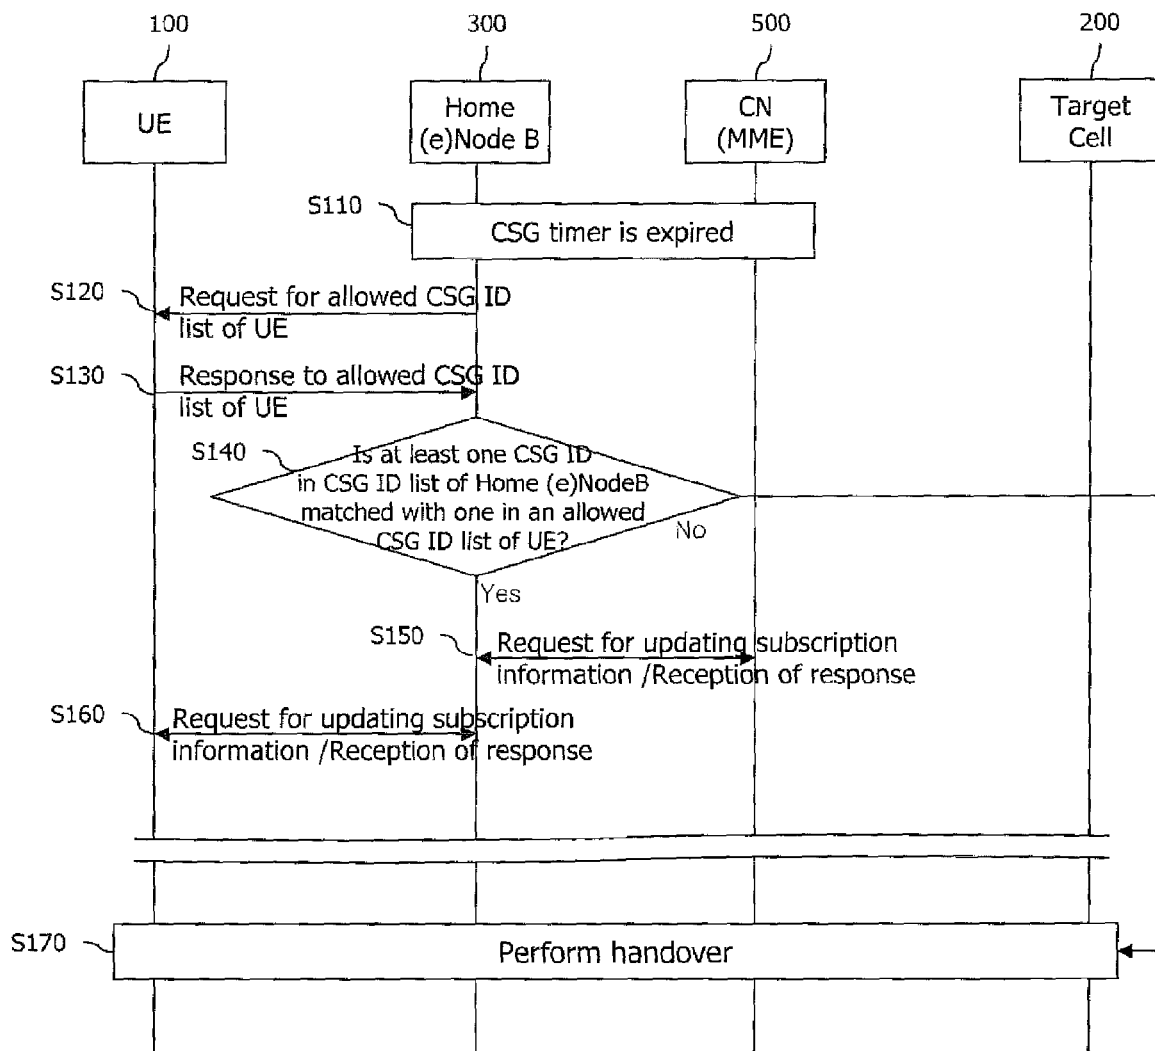 100
300
500
200
UE
Home
(e)Node B
CN
(MME)
Target
Cell
S110
CSG timer is expired
S120
Request for allowed CSG ID
list of UE
S130
Response to allowed CSG ID
list of UE
S140
Is at least one CSG ID
in CSG ID list of Home (e)NodeB
matched with one in an allowed
CSG ID list of UE?
No
Yes
S150
Request for updating subscription
information /Reception of response
S160
Request for updating subscription
information /Reception of response
S170
Perform handover